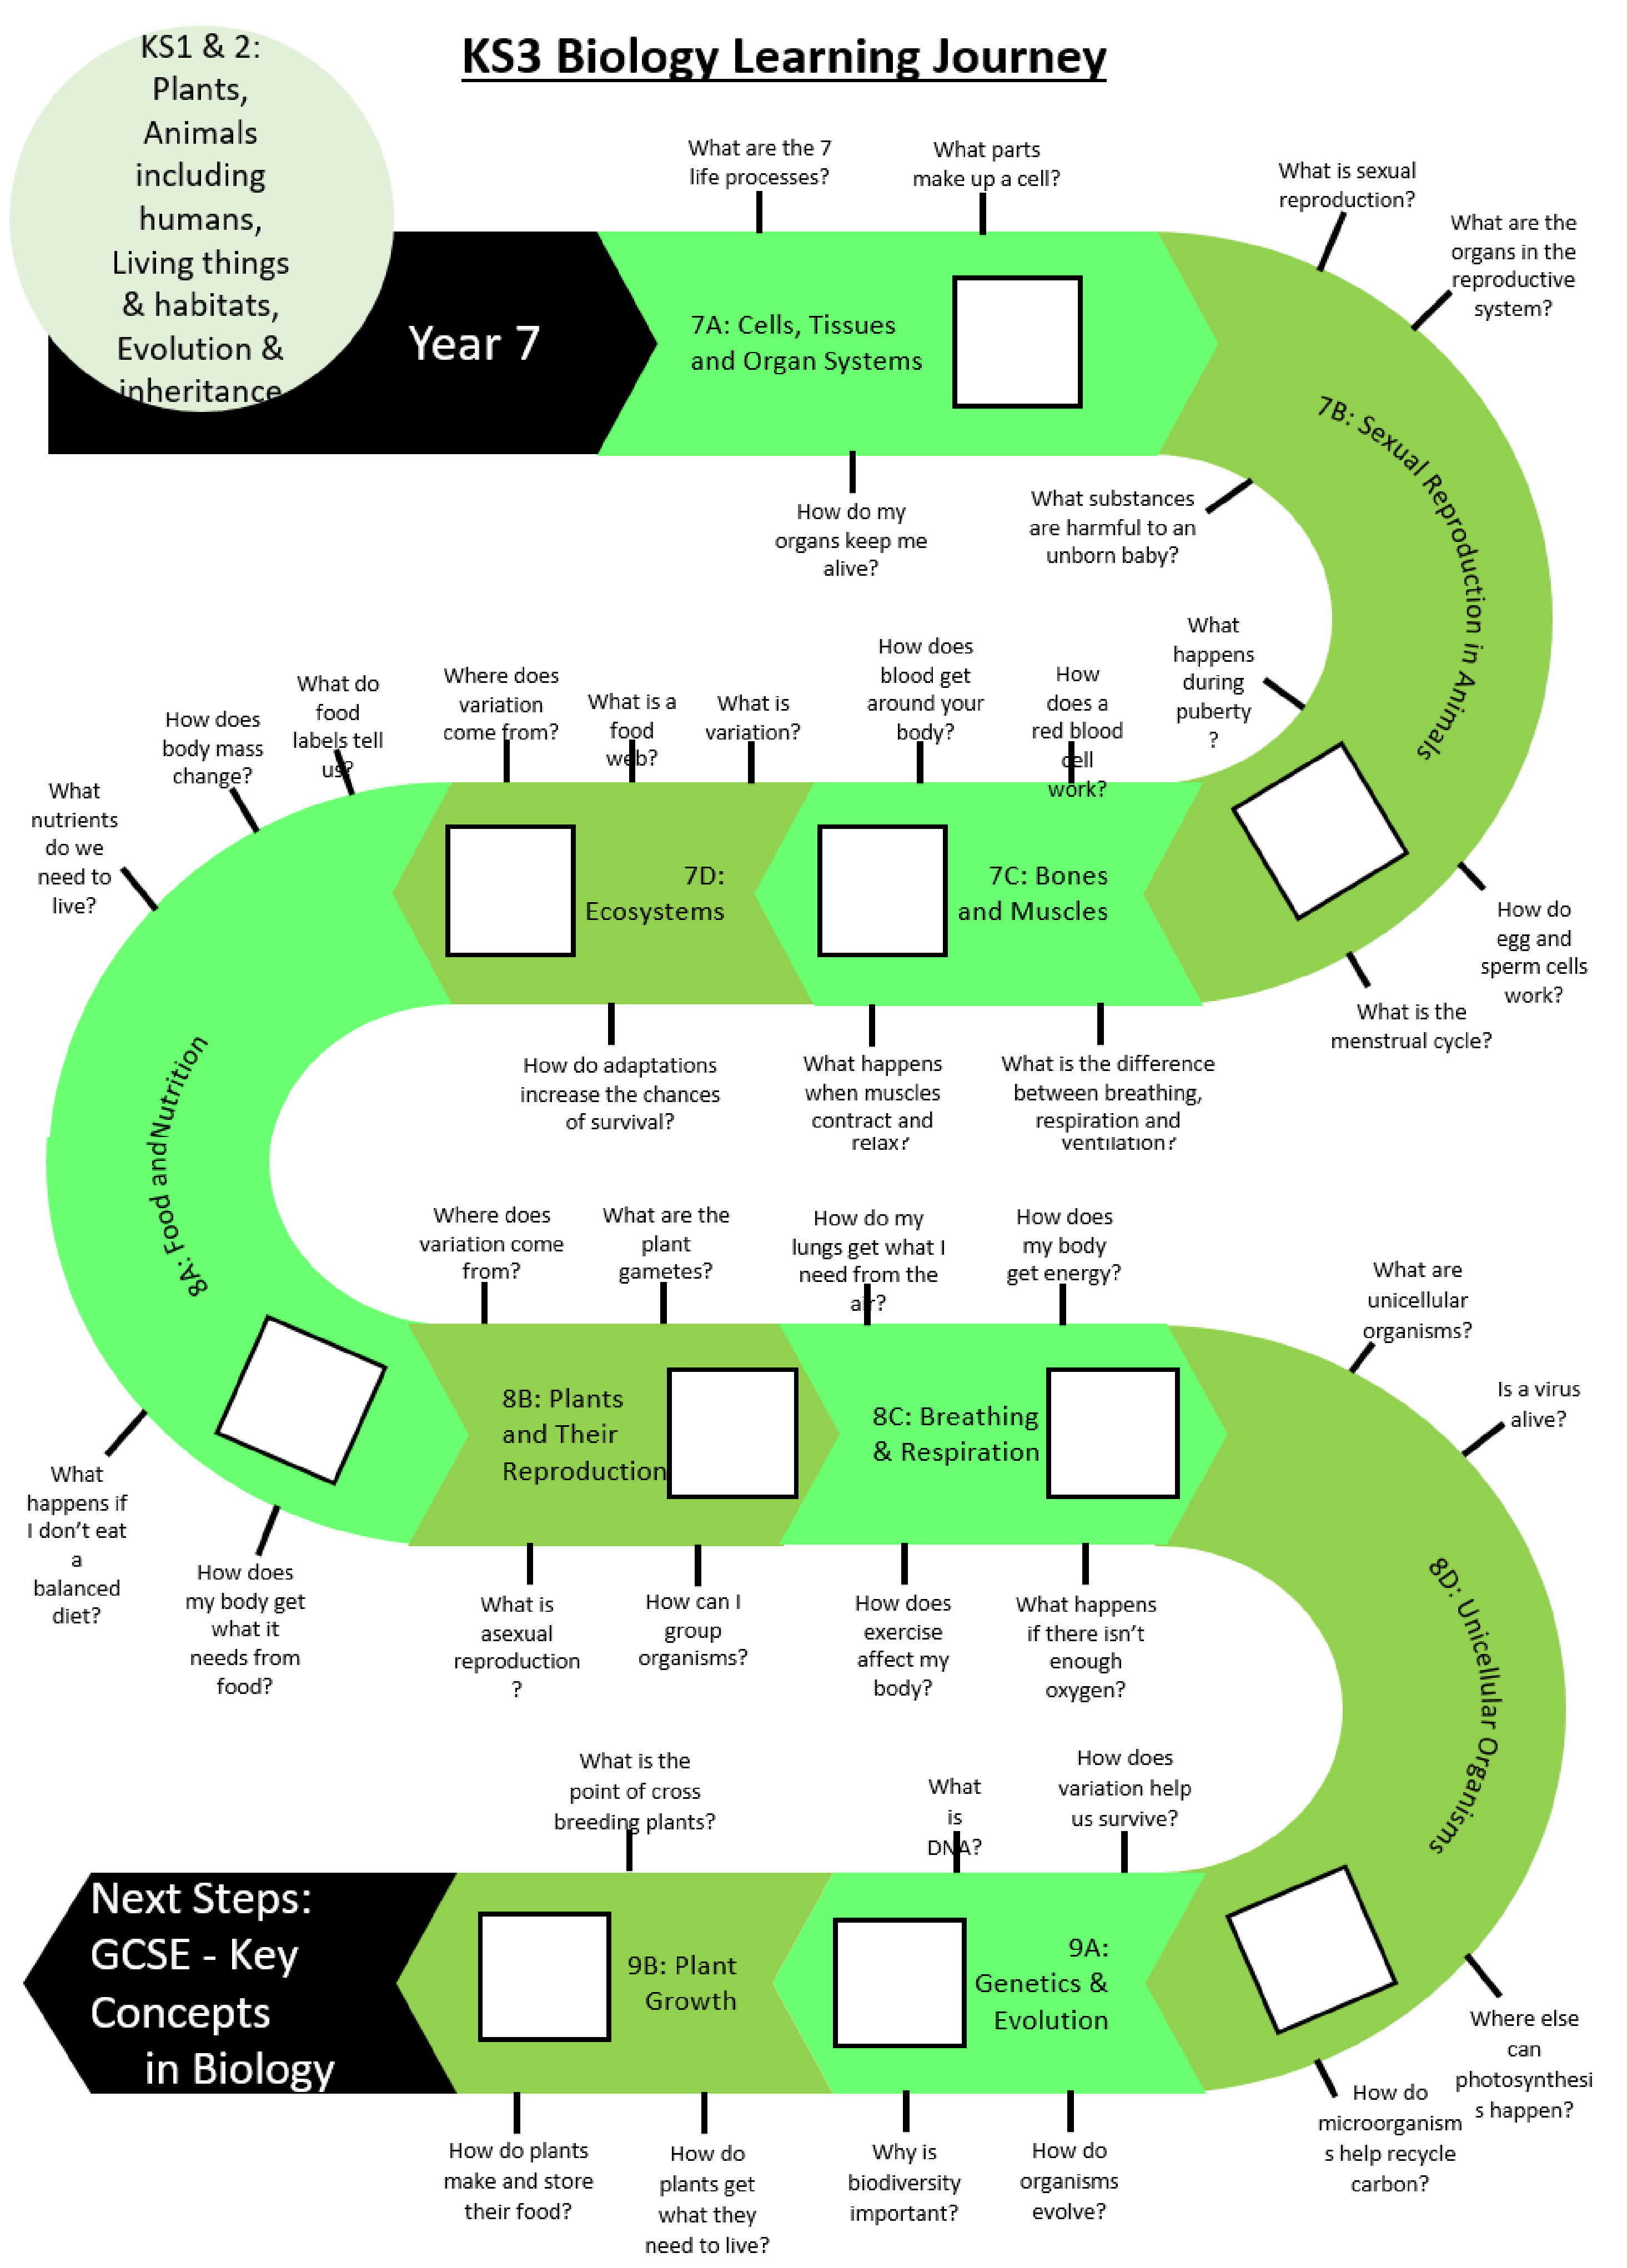 KS1 & 2:
Plants,
Animals
including
humans,
Living things
& habitats,
Evolution &
inheritance
KS3 Biology Learning Journey
What are the 7
life processes?
What parts
make up a cell?
What is sexual
reproduction?
What are the
organs in the
reproductive
system?
Year 7
7A: Cells, Tissues
and Organ Systems
7B: Sexual Reproduction in Animals
How do my
organs keep me
alive?
What substances
are harmful to an
unborn baby?
What
happens
during
puberty
?
How do
egg and
sperm cells
work?
What is the
menstrual cycle?
How
does a
red blood
cell
work?
How does
blood get
around your
body?
What is
variation?
What is a
food
web?
Where does
variation
come from?
What do
food
labels tell
us?
How does
body mass
change?
What
nutrients
do we
need to
live?
7C: Bones
and Muscles
7D:
Ecosystems
What is the difference
between breathing,
respiration and
ventilation?
What happens
when muscles
contract and
relax?
How do adaptations
increase the chances
of survival?
8A: Food and Nutrition
What
happens if
I don't eat
a
balanced
diet?
How does
my body get
what it
needs from
food?
Where does
variation come
from?
What are the
plant
gametes?
How do my
lungs get what I
need from the
air?
How does
my body
get energy?
What are
unicellular
organisms?
Is a virus
alive?
8B: Plants
and Their
Reproduction
8C: Breathing
& Respiration
8D: Unicellular Organisms
What is
asexual
reproduction
?
How can I
group
organisms?
How does
exercise
affect my
body?
What happens
if there isn't
enough
oxygen?
Where else
can
photosynthesi
s happen?
How do
microorganism
s help recycle
carbon?
How does
variation help
us survive?
What
is
DNA?
What is the
point of cross
breeding plants?
9A:
Genetics &
Evolution
9B: Plant
Growth
Next Steps:
GCSE - Key
Concepts
in Biology
How do
organisms
evolve?
Why is
biodiversity
important?
How do
plants get
what they
need to live?
How do plants
make and store
their food?